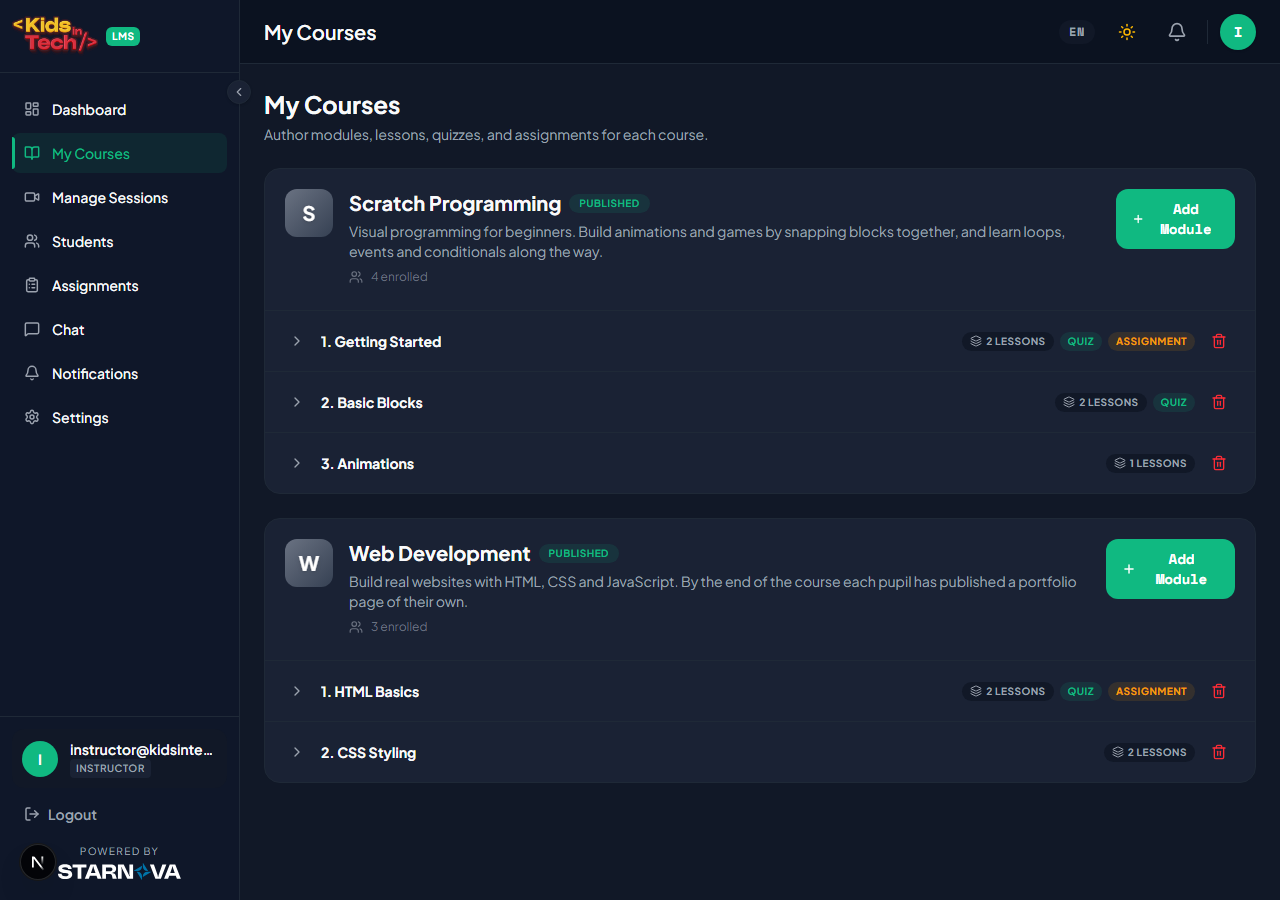 <Kids in
Tech/>
LMS
My Courses
EN
I
Dashboard
My Courses
Manage Sessions
Students
Assignments
Chat
Notifications
Settings
instructor@kidsinte…
I
INSTRUCTOR
Logout
POWERED BY
N
STARNOVA
My Courses
Author modules, lessons, quizzes, and assignments for each course.
S
Scratch Programming
PUBLISHED
Visual programming for beginners. Build animations and games by snapping blocks together, and learn loops,
events and conditionals along the way.
4 enrolled
+ Add
Module
1. Getting Started
2 LESSONS
QUIZ
ASSIGNMENT
2. Basic Blocks
2 LESSONS
QUIZ
3. Animations
1 LESSONS
W
Web Development
PUBLISHED
Build real websites with HTML, CSS and JavaScript. By the end of the course each pupil has published a portfolio
page of their own.
3 enrolled
+ Add
Module
1. HTML Basics
2 LESSONS
QUIZ
ASSIGNMENT
2. CSS Styling
2 LESSONS